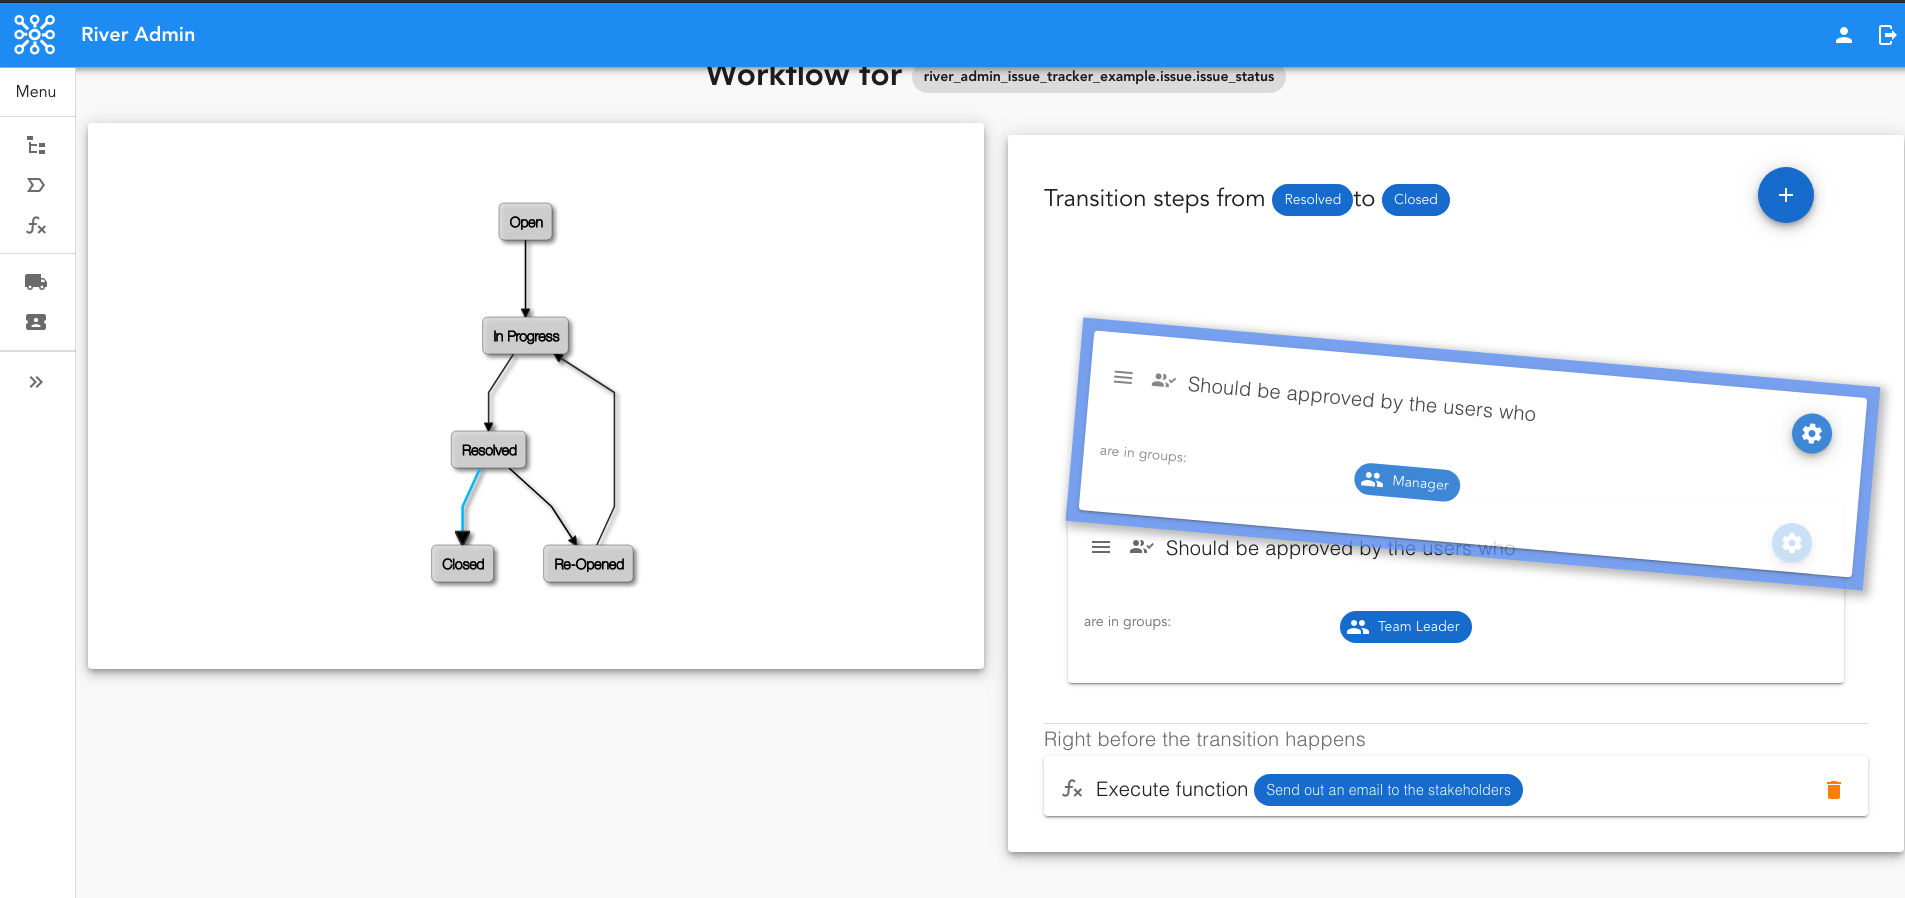 River Admin
Menu
Workflow for river_admin_issue_tracker_example.issue.issue_status
Open
In Progress
Resolved
Closed
Re-Opened
Transition steps from Resolved to Closed
Should be approved by the users who
are in groups:
Manager
Should be approved by the users who
are in groups:
Team Leader
Right before the transition happens
Execute function Send out an email to the stakeholders